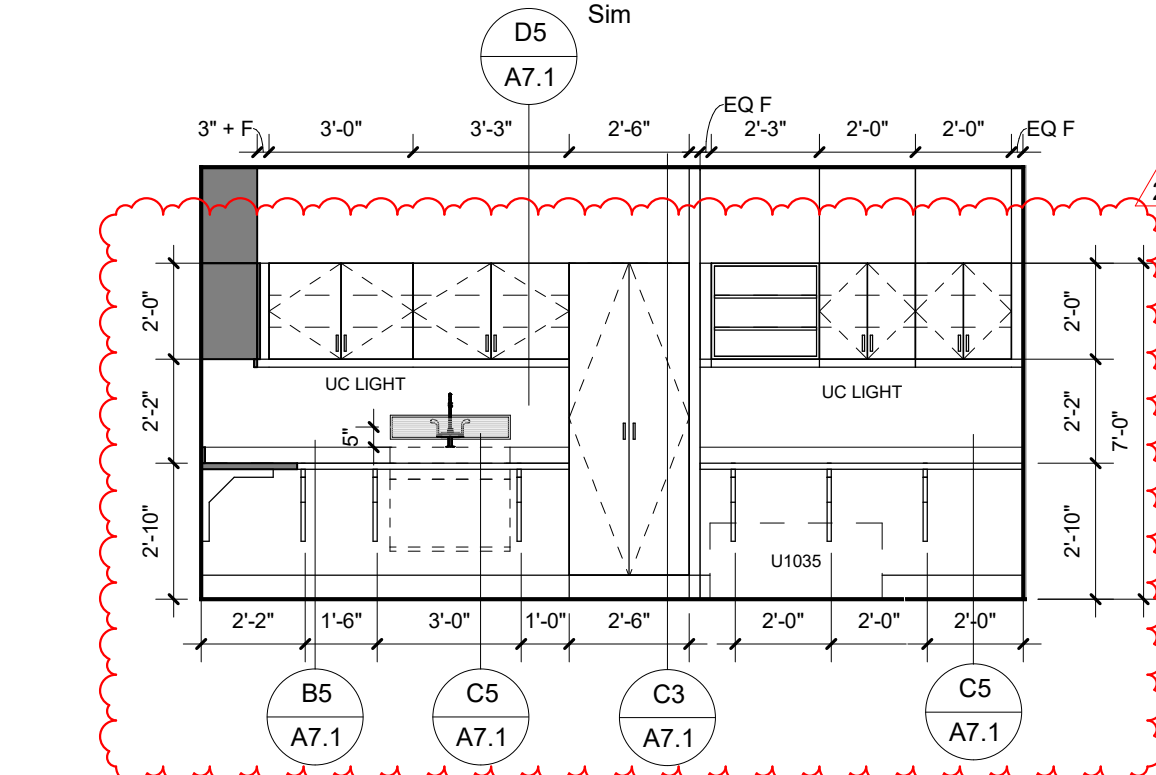 Sim
D5
A7.1
EQ F
3" + F
3'-0"
3'-3"
2'-6"
2'-3"
2'-0"
2'-0"
EQ F
2'-0"
2'-0"
UC LIGHT
UC LIGHT
2'-2"
5"
2'-2"
7'-0"
2'-10"
2'-10"
U1035
2'-2"
1'-6"
3'-0"
1'-0"
2'-6"
2'-0"
2'-0"
2'-0"
B5
A7.1
C5
A7.1
C3
A7.1
C5
A7.1